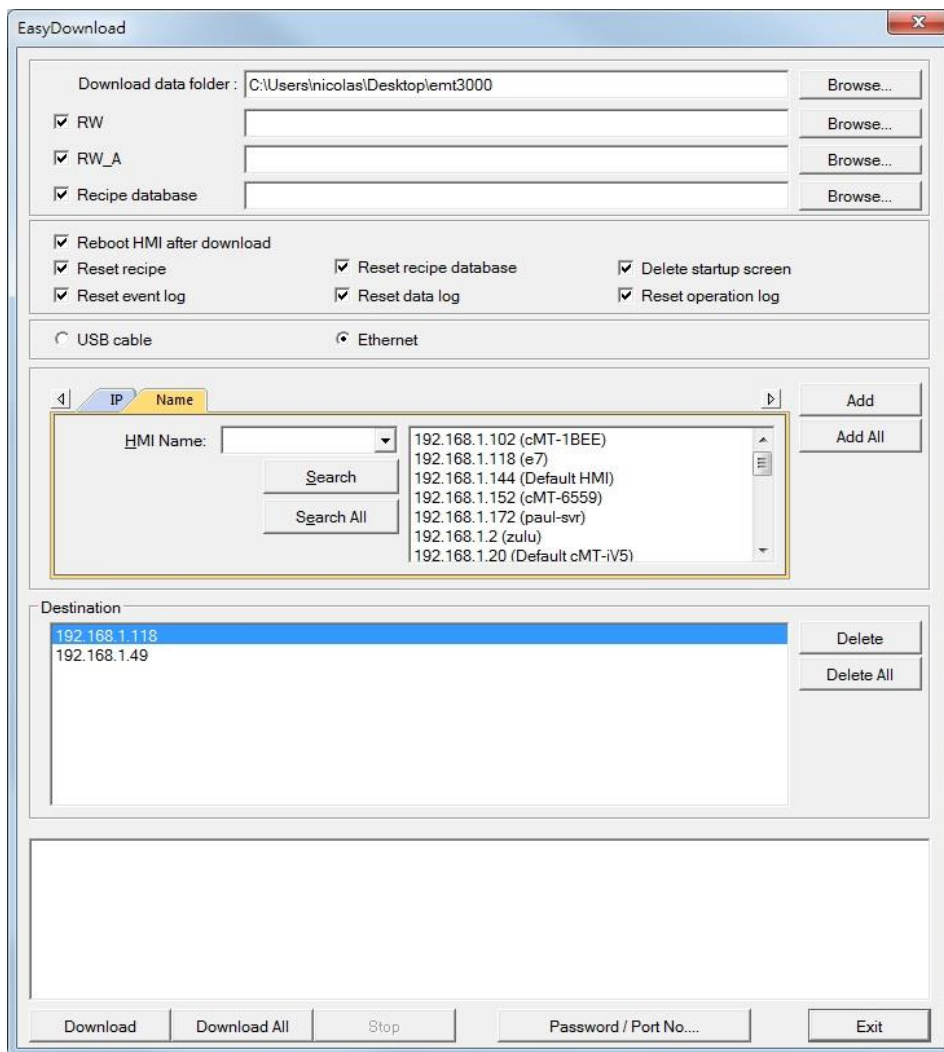 EasyDownload
Download data folder : C:\Users\nicolas\Desktop\emt3000 Browse...
RW Browse...
RW_A Browse...
Recipe database Browse...
Reboot HMI after download
Reset recipe Reset recipe database Delete startup screen
Reset event log Reset data log Reset operation log
USB cable Ethernet
IP Name Add
HMI Name: 192.168.1.102 (cMT-1BEE) Add All
192.168.1.118 (e7)
Search 192.168.1.144 (Default HMI)
192.168.1.152 (cMT-6559)
Search All 192.168.1.172 (paul-svr)
192.168.1.2 (zulu)
192.168.1.20 (Default cMT-iV5)
Destination
192.168.1.118 Delete
192.168.1.49
Delete All
Download Download All Stop Password / Port No.... Exit